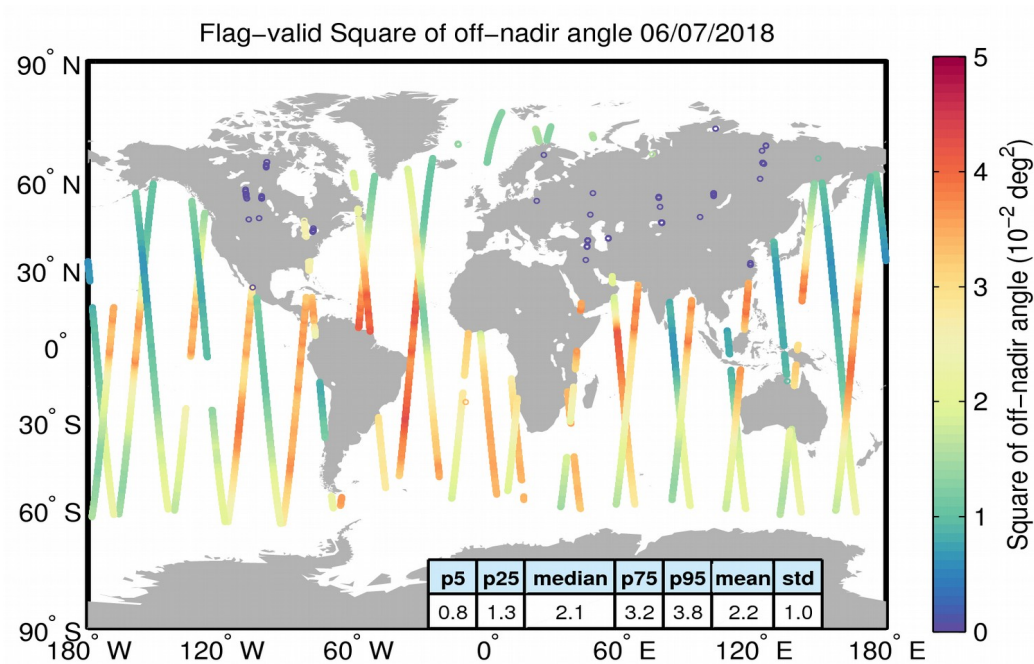 Flag−valid Square of off−nadir angle 06/07/2018
90° N
60° N
30° N
0°
30° S
60° S
90° S
180° W
120° W
60° W
0°
60° E
120° E
180° E
p5 p25 median p75 p95 mean std
0.8 1.3 2.1 3.2 3.8 2.2 1.0
5
4
3
2
1
0
Square of off−nadir angle (10⁻² deg²)